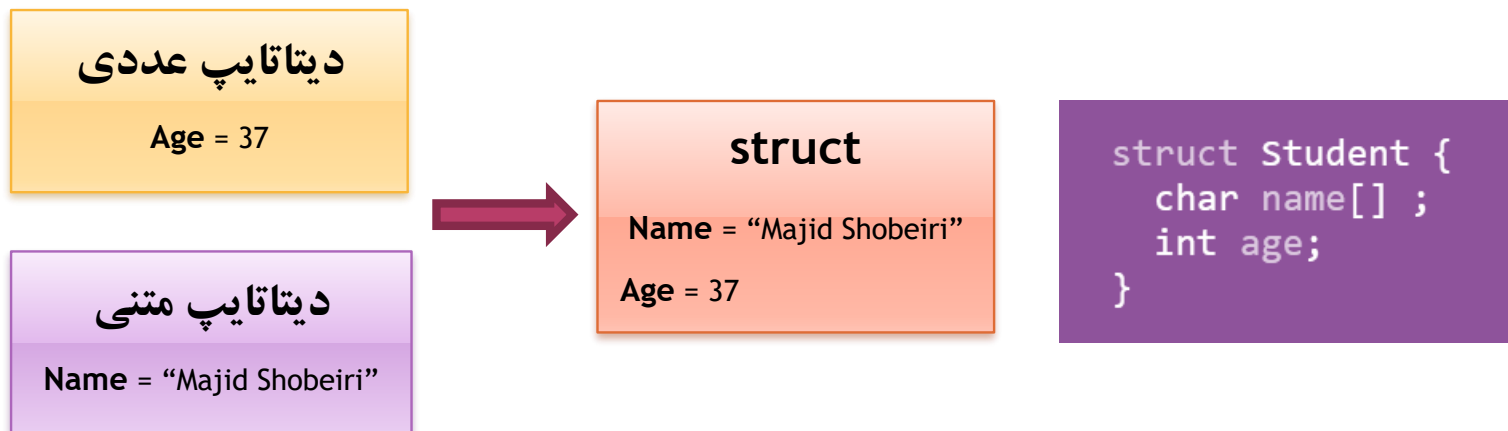 دیتاتایپ عددی
Age = 37
دیتاتایپ متنی
Name = “Majid Shobeiri”
struct
Name = “Majid Shobeiri”
Age = 37
struct Student {
  char name[] ;
  int age;
}